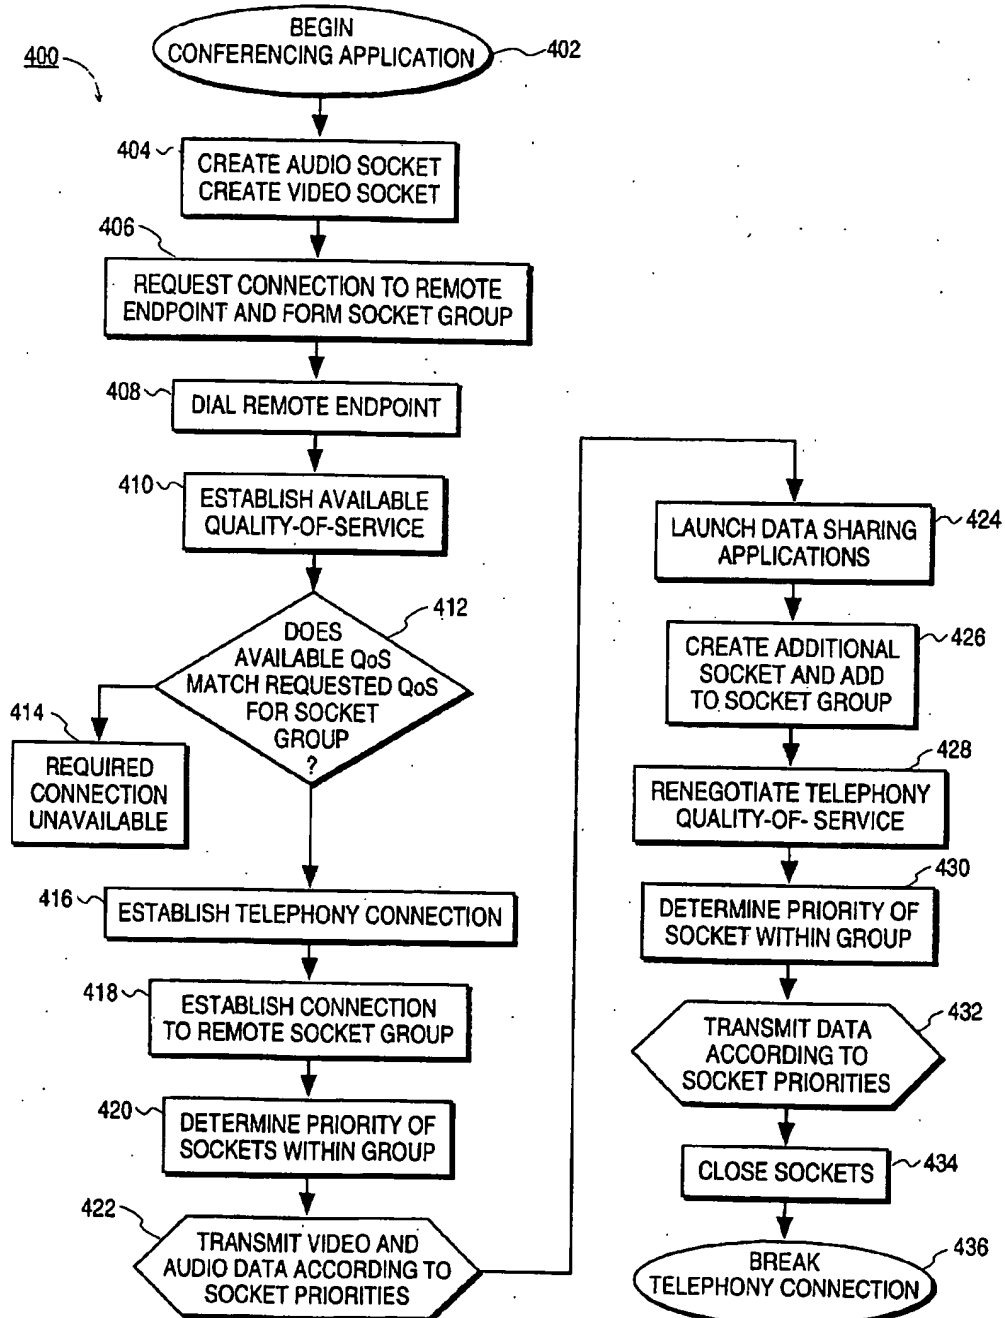 400
BEGIN
CONFERENCING APPLICATION
402
404
CREATE AUDIO SOCKET
CREATE VIDEO SOCKET
406
REQUEST CONNECTION TO REMOTE
ENDPOINT AND FORM SOCKET GROUP
408
DIAL REMOTE ENDPOINT
410
ESTABLISH AVAILABLE
QUALITY-OF-SERVICE
412
DOES
AVAILABLE QoS
MATCH REQUESTED QoS
FOR SOCKET
GROUP
?
414
REQUIRED
CONNECTION
UNAVAILABLE
416
ESTABLISH TELEPHONY CONNECTION
418
ESTABLISH CONNECTION
TO REMOTE SOCKET GROUP
420
DETERMINE PRIORITY OF
SOCKETS WITHIN GROUP
422
TRANSMIT VIDEO AND
AUDIO DATA ACCORDING TO
SOCKET PRIORITIES
424
LAUNCH DATA SHARING
APPLICATIONS
426
CREATE ADDITIONAL
SOCKET AND ADD
TO SOCKET GROUP
428
RENEGOTIATE TELEPHONY
QUALITY-OF- SERVICE
430
DETERMINE PRIORITY OF
SOCKET WITHIN GROUP
432
TRANSMIT DATA
ACCORDING TO
SOCKET PRIORITIES
434
CLOSE SOCKETS
436
BREAK
TELEPHONY CONNECTION